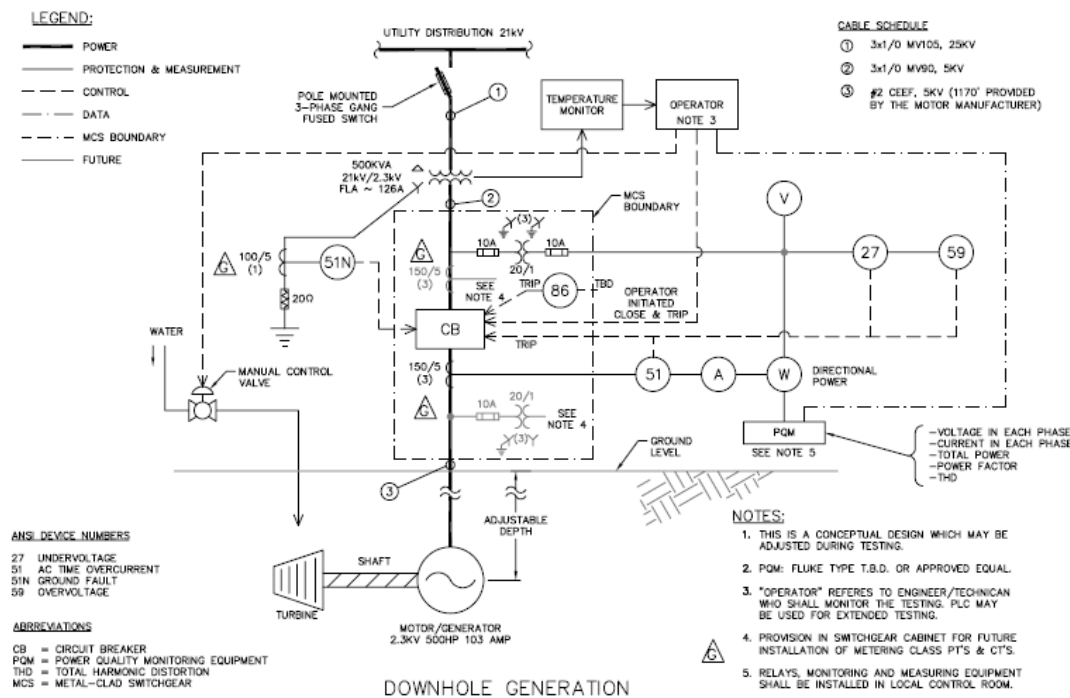 LEGEND:
POWER
PROTECTION & MEASUREMENT
CONTROL
DATA
MCS BOUNDARY
FUTURE
UTILITY DISTRIBUTION 21kV
POLE MOUNTED
3-PHASE GANG
FUSED SWITCH
1
TEMPERATURE
MONITOR
OPERATOR
NOTE 3
CABLE SCHEDULE
1 3x1/0 MV105, 25KV
2 3x1/0 MV90, 5KV
3 #2 CEEF, 5KV (1170' PROVIDED
BY THE MOTOR MANUFACTURER)
500KVA
21kV/2.3kV
FLA ~ 126A
2
MCS
BOUNDARY
(3)
10A
10A
20/1
V
27
59
G
100/5
(1)
51N
20Ω
G
150/5
(3)
SEE
NOTE 4
TRIP
86
TBD
OPERATOR
INITIATED
CLOSE & TRIP
CB
TRIP
150/5
(3)
51
A
W
DIRECTIONAL
POWER
WATER
MANUAL CONTROL
VALVE
G
10A
20/1
SEE
NOTE 4
(3)
PQM
SEE NOTE 5
-VOLTAGE IN EACH PHASE
-CURRENT IN EACH PHASE
-TOTAL POWER
-POWER FACTOR
-THD
GROUND
LEVEL
3
ADJUSTABLE
DEPTH
SHAFT
TURBINE
MOTOR/GENERATOR
2.3KV 500HP 103 AMP
ANSI DEVICE NUMBERS
27 UNDERVOLTAGE
51 AC TIME OVERCURRENT
51N GROUND FAULT
59 OVERVOLTAGE
ABRREVIATIONS
CB = CIRCUIT BREAKER
PQM = POWER QUALITY MONITORING EQUIPMENT
THD = TOTAL HARMONIC DISTORTION
MCS = METAL-CLAD SWITCHGEAR
NOTES:
1. THIS IS A CONCEPTUAL DESIGN WHICH MAY BE
ADJUSTED DURING TESTING.
2. PQM: FLUKE TYPE T.B.D. OR APPROVED EQUAL.
3. "OPERATOR" REFERES TO ENGINEER/TECHNICAN
WHO SHALL MONITOR THE TESTING. PLC MAY
BE USED FOR EXTENDED TESTING.
G
4. PROVISION IN SWITCHGEAR CABINET FOR FUTURE
INSTALLATION OF METERING CLASS PT'S & CT'S.
5. RELAYS, MONITORING AND MEASURING EQUIPMENT
SHALL BE INSTALLED IN LOCAL CONTROL ROOM.
DOWNHOLE GENERATION